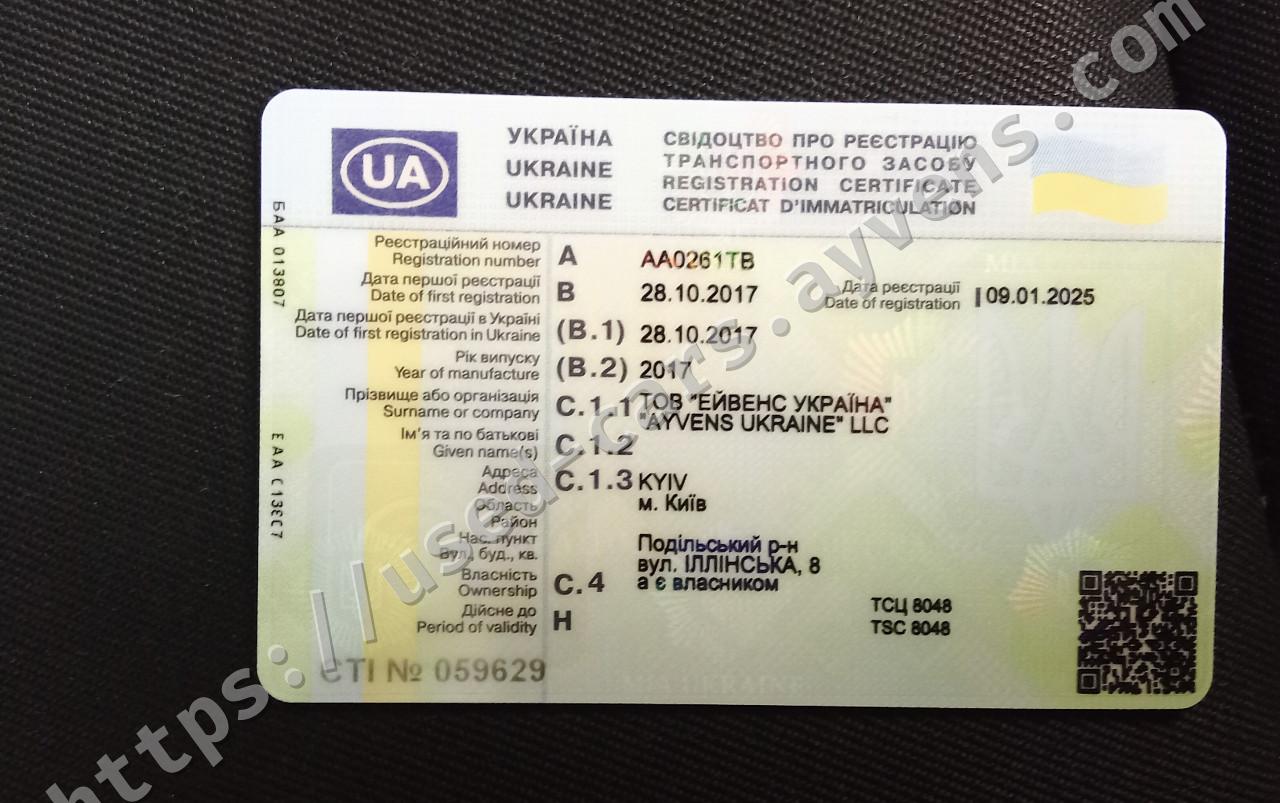 UA
УКРАЇНА
UKRAINE
UKRAINE
СВІДОЦТВО ПРО РЕЄСТРАЦІЮ
ТРАНСПОРТНОГО ЗАСОБУ
REGISTRATION CERTIFICATE
CERTIFICAT D'IMMATRICULATION
БАА 013807
Реєстраційний номер
Registration number
A
AA0261TB
Дата першої реєстрації
Date of first registration
B
28.10.2017
Дата реєстрації
Date of registration
09.01.2025
Дата першої реєстрації в Україні
Date of first registration in Ukraine
(B.1)
28.10.2017
Рік випуску
Year of manufacture
(B.2)
2017
Прізвище або організація
Surname or company
C.1.1
ТОВ "ЕЙВЕНС УКРАЇНА"
"AYVENS UKRAINE" LLC
Ім'я та по батькові
Given name(s)
C.1.2
Адреса
Address
Область
Район
Нас. пункт
Вул., буд., кв.
C.1.3
KYIV
м. Київ
Подільський р-н
вул. ІЛЛІНСЬКА, 8
Власність
Ownership
C.4
а є власником
Дійсне до
Period of validity
H
ТСЦ 8048
TSC 8048
СТІ № 059629
https://used-cars.ayvens.com